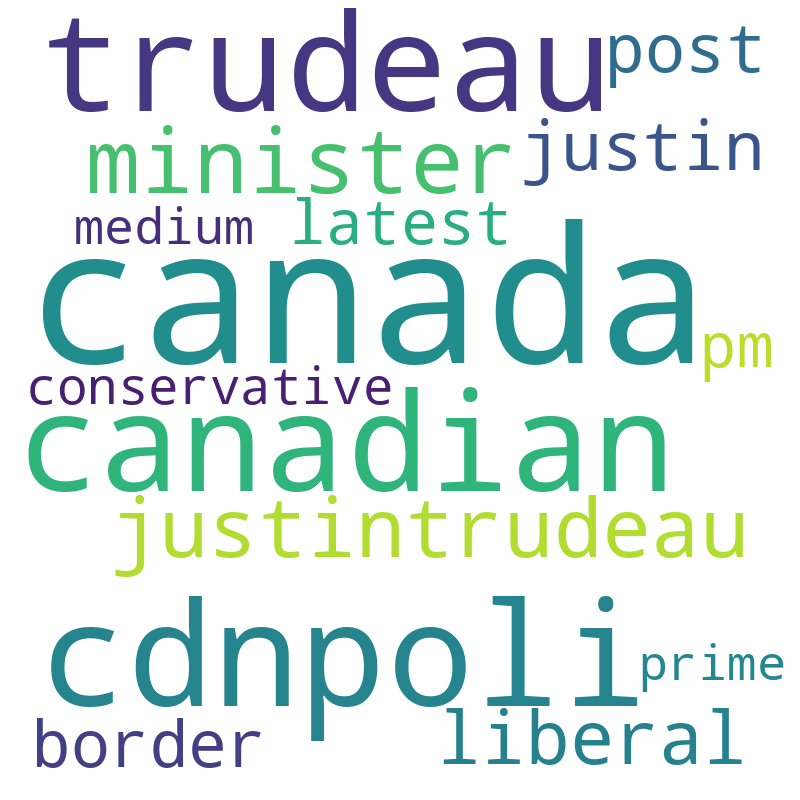 trudeau
post
minister
justin
medium
latest
canada
pm
conservative
canadian
justintrudeau
cdnpoli
prime
border
liberal